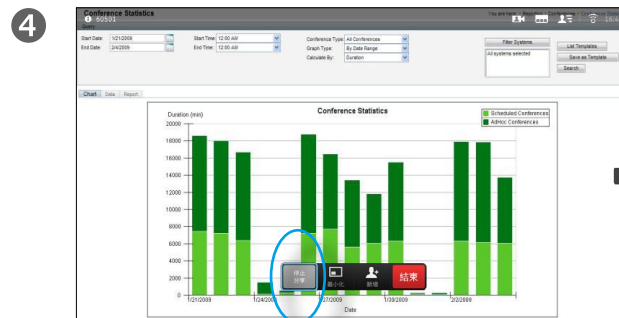 4
Conference Statistics
60501
Query
Start Date: 1/21/2009 Start Time: 12:00 AM Conference Type: All Conferences Filter Systems List Templates
End Date: 2/4/2009 End Time: 12:00 AM Graph Type: By Date Range All systems selected Save as Template
Calculate By: Duration Search
Chart Data Report
Conference Statistics
Duration (min)
Scheduled Conferences
AdHoc Conferences
20000
18000
16000
14000
12000
10000
8000
6000
4000
2000
0
停止
分享
最小化
新增
結束
1/21/2009 1/24/2009 1/27/2009 1/30/2009 2/2/2009
Date